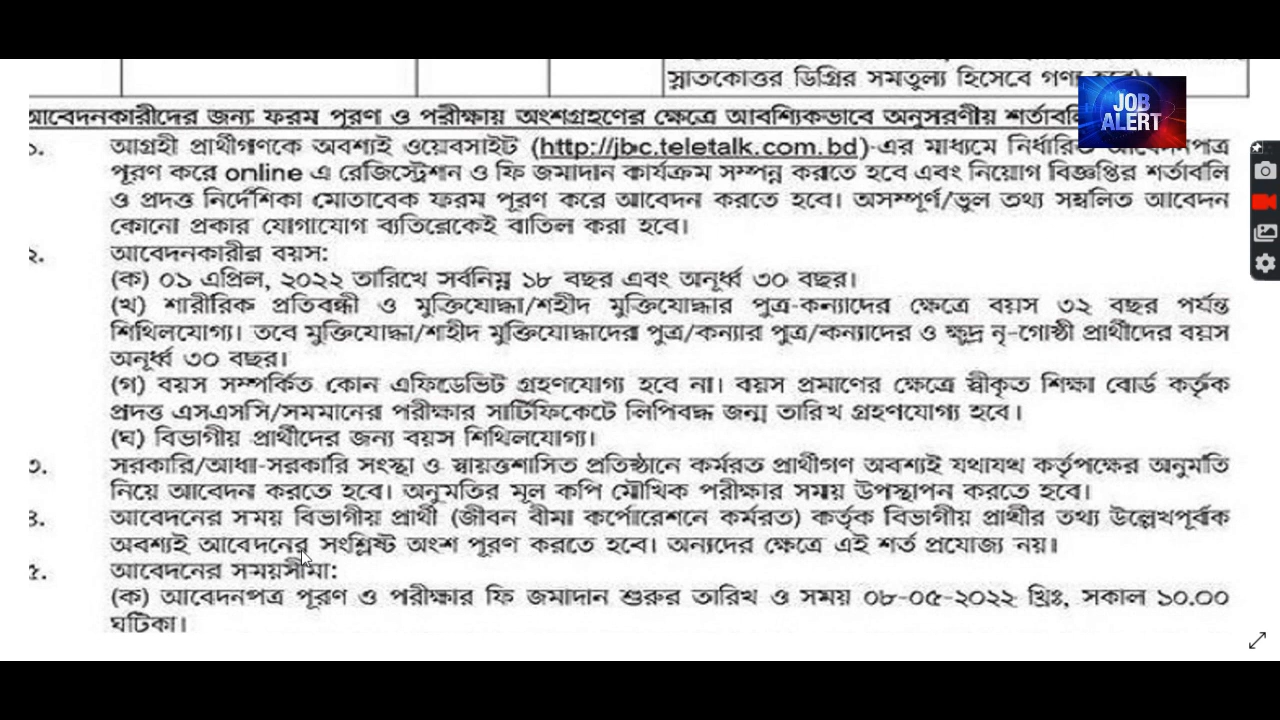 স্নাতকোত্তর ডিগ্রির সমতুল্য হিসেবে গণ্য হবে)।
আবেদনকারীদের জন্য ফরম পূরণ ও পরীক্ষায় অংশগ্রহণের ক্ষেত্রে আবশ্যিকভাবে অনুসরণীয়
JOB
ALERT
১. আগ্রহী প্রার্থীগণকে অবশ্যই ওয়েবসাইট (http://jbc.teletalk.com.bd)-এর মাধ্যমে নির্ধারিত
পূরণ করে online এ রেজিস্ট্রেশন ও ফি জমাদান কার্যক্রম সম্পন্ন করতে হবে এবং নিয়োগ বিজ্ঞপ্তির শর্তাবলি
ও প্রদত্ত নির্দেশিকা মোতাবেক ফরম পূরণ করে আবেদন করতে হবে। অসম্পূর্ণ/ভুল তথ্য সম্বলিত আবেদন
কোনো প্রকার যোগাযোগ ব্যতিরেকেই বাতিল করা হবে।
২. আবেদনকারীর বয়স:
(ক) ০১ এপ্রিল, ২০২২ তারিখে সর্বনিম্ন ১৮ বছর এবং অনূর্ধ্ব ৩০ বছর।
(খ) শারীরিক প্রতিবন্ধী ও মুক্তিযোদ্ধা/শহীদ মুক্তিযোদ্ধার পুত্র-কন্যাদের ক্ষেত্রে বয়স ৩২ বছর পর্যন্ত
শিথিলযোগ্য। তবে মুক্তিযোদ্ধা/শহীদ মুক্তিযোদ্ধাদের পুত্র/কন্যার পুত্র/কন্যাদের ও ক্ষুদ্র নৃ-গোষ্ঠী প্রার্থীদের বয়স
অনূর্ধ্ব ৩০ বছর।
(গ) বয়স সম্পর্কিত কোন এফিডেভিট গ্রহণযোগ্য হবে না। বয়স প্রমাণের ক্ষেত্রে স্বীকৃত শিক্ষা বোর্ড কর্তৃক
প্রদত্ত এসএসসি/সমমানের পরীক্ষার সার্টিফিকেটে লিপিবদ্ধ জন্ম তারিখ গ্রহণযোগ্য হবে।
(ঘ) বিভাগীয় প্রার্থীদের জন্য বয়স শিথিলযোগ্য।
৩. সরকারি/আধা-সরকারি সংস্থা ও স্বায়ত্তশাসিত প্রতিষ্ঠানে কর্মরত প্রার্থীগণ অবশ্যই যথাযথ কর্তৃপক্ষের অনুমতি
নিয়ে আবেদন করতে হবে। অনুমতির মূল কপি মৌখিক পরীক্ষার সময় উপস্থাপন করতে হবে।
৪. আবেদনের সময় বিভাগীয় প্রার্থী (জীবন বীমা কর্পোরেশনে কর্মরত) কর্তৃক বিভাগীয় প্রার্থীর তথ্য উল্লেখপূর্বক
অবশ্যই আবেদনের সংশ্লিষ্ট অংশ পূরণ করতে হবে। অন্যদের ক্ষেত্রে এই শর্ত প্রযোজ্য নয়।
৫. আবেদনের সময়সীমা:
(ক) আবেদনপত্র পূরণ ও পরীক্ষার ফি জমাদান শুরুর তারিখ ও সময় ০৮-০৫-২০২২ খ্রিঃ, সকাল ১০.০০
ঘটিকা।